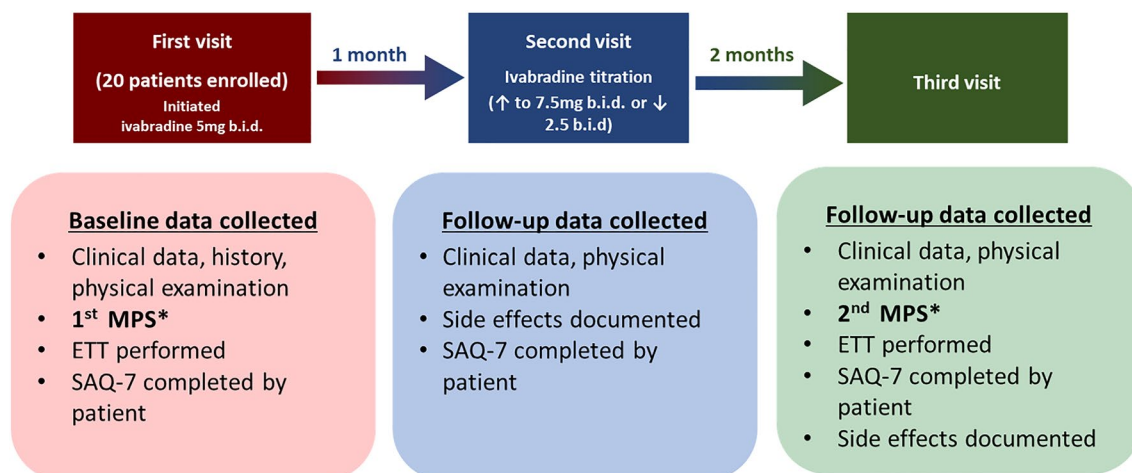 First visit
(20 patients enrolled)
Initiated
ivabradine 5mg b.i.d.
1 month
Second visit
Ivabradine titration
(↑ to 7.5mg b.i.d. or ↓
2.5 b.i.d)
2 months
Third visit
Baseline data collected
• Clinical data, history,
physical examination
• 1st MPS*
• ETT performed
• SAQ-7 completed by
patient
Follow-up data collected
• Clinical data, physical
examination
• Side effects documented
• SAQ-7 completed by
patient
Follow-up data collected
• Clinical data, physical
examination
• 2nd MPS*
• ETT performed
• SAQ-7 completed by
patient
• Side effects documented